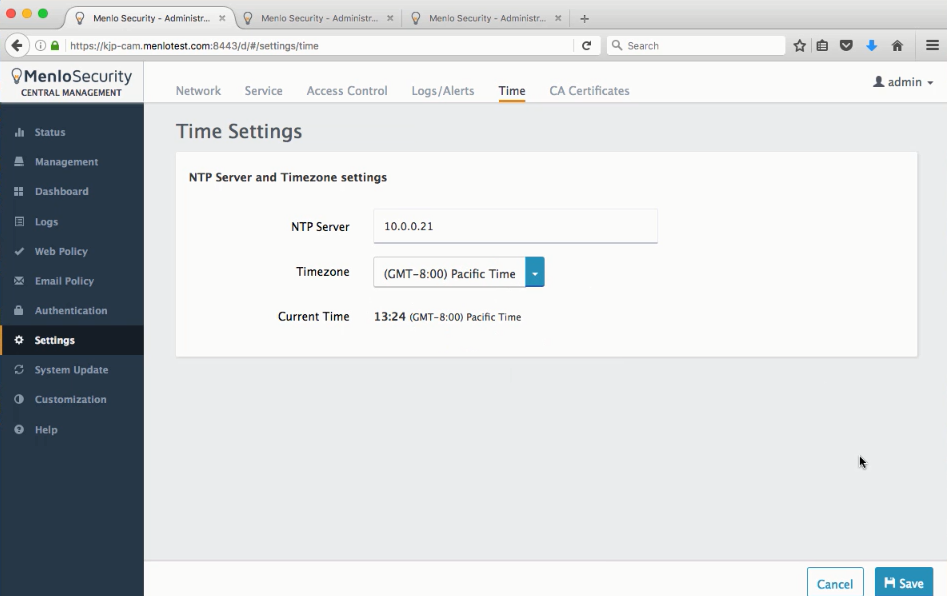 Menlo Security - Administr...
Menlo Security - Administr...
Menlo Security - Administr...
https://kjp-cam.menlotest.com:8443/d/#/settings/time
Search
MenloSecurity
CENTRAL MANAGEMENT
Network Service Access Control Logs/Alerts Time CA Certificates
admin
Status
Management
Dashboard
Logs
Web Policy
Email Policy
Authentication
Settings
System Update
Customization
Help
Time Settings
NTP Server and Timezone settings
NTP Server 10.0.0.21
Timezone (GMT-8:00) Pacific Time
Current Time 13:24 (GMT-8:00) Pacific Time
Cancel Save